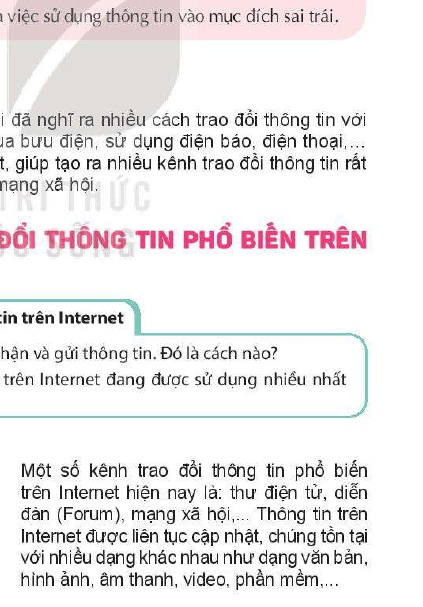 việc sử dụng thông tin vào mục đích sai trái.
i đã nghĩ ra nhiều cách trao đổi thông tin với
ua bưu điện, sử dụng điện báo, điện thoại,...
t, giúp tạo ra nhiều kênh trao đổi thông tin rất
mạng xã hội.
TRI THỨC
ĐỔI THÔNG TIN PHỔ BIẾN TRÊN
SỐNG
tin trên Internet
hận và gửi thông tin. Đó là cách nào?
trên Internet đang được sử dụng nhiều nhất
Một số kênh trao đổi thông tin phổ biến
trên Internet hiện nay là: thư điện tử, diễn
đàn (Forum), mạng xã hội,... Thông tin trên
Internet được liên tục cập nhật, chúng tồn tại
với nhiều dạng khác nhau như dạng văn bản,
hình ảnh, âm thanh, video, phần mềm,...